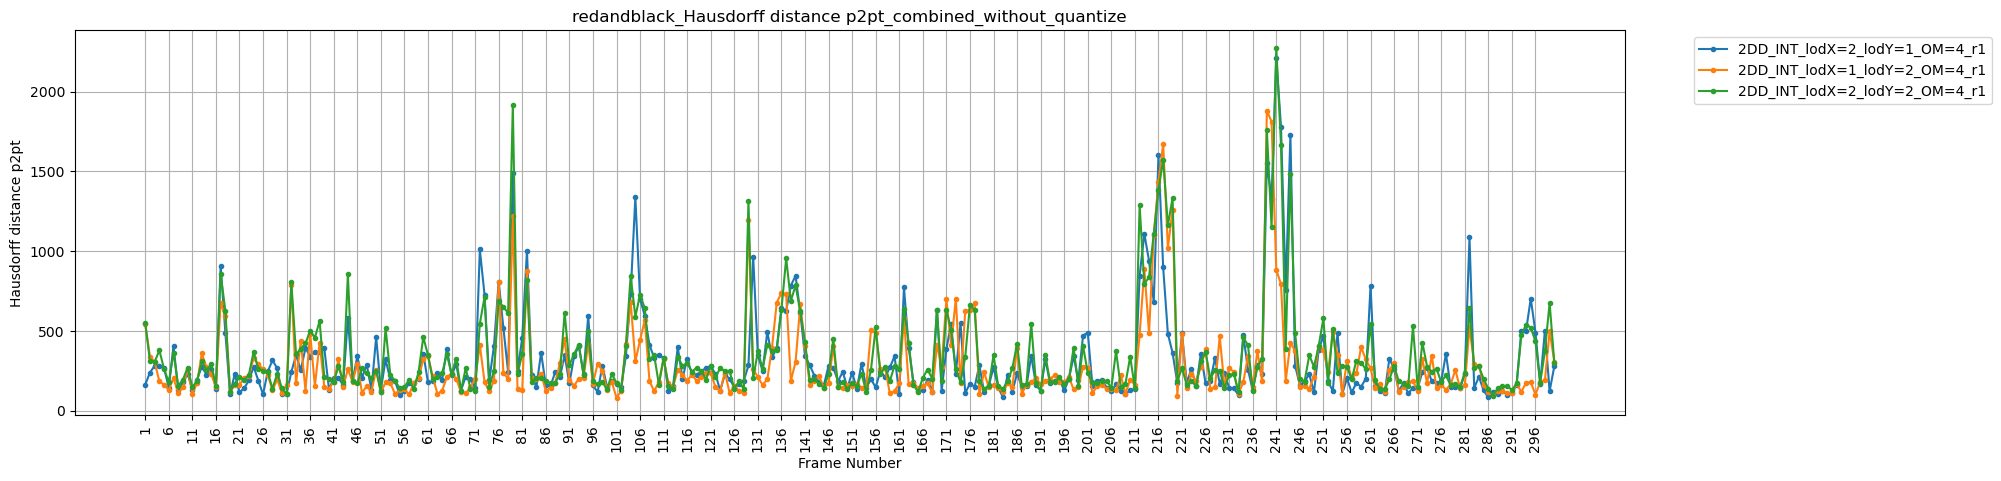 redandblack_Hausdorff distance p2pt_combined_without_quantize
2DD_INT_lodX=2_lodY=1_OM=4_r1
2DD_INT_lodX=1_lodY=2_OM=4_r1
2DD_INT_lodX=2_lodY=2_OM=4_r1
Hausdorff distance p2pt
2000
1500
1000
500
0
1 6 11 16 21 26 31 36 41 46 51 56 61 66 71 76 81 86 91 96 101 106 111 116 121 126 131 136 141 146 151 156 161 166 171 176 181 186 191 196 201 206 211 216 221 226 231 236 241 246 251 256 261 266 271 276 281 286 291 296
Frame Number